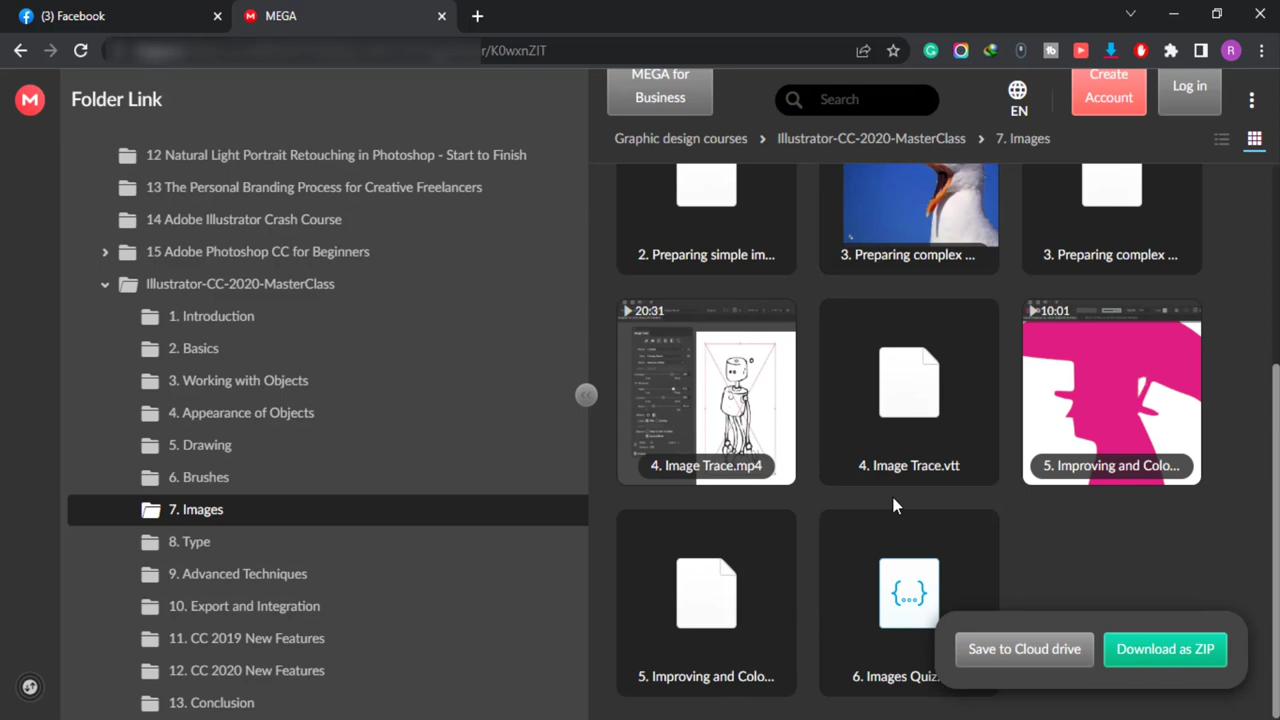 (3) Facebook
MEGA
r/K0wxnZIT
Folder Link
MEGA for
Business
Search
EN
Create
Account
Log in
Graphic design courses
Illustrator-CC-2020-MasterClass
7. Images
12 Natural Light Portrait Retouching in Photoshop - Start to Finish
13 The Personal Branding Process for Creative Freelancers
14 Adobe Illustrator Crash Course
15 Adobe Photoshop CC for Beginners
Illustrator-CC-2020-MasterClass
1. Introduction
2. Basics
3. Working with Objects
4. Appearance of Objects
5. Drawing
6. Brushes
7. Images
8. Type
9. Advanced Techniques
10. Export and Integration
11. CC 2019 New Features
12. CC 2020 New Features
13. Conclusion
2. Preparing simple im...
3. Preparing complex ...
3. Preparing complex ...
20:31
10:01
4. Image Trace.mp4
4. Image Trace.vtt
5. Improving and Colo...
5. Improving and Colo...
6. Images Quiz.
Save to Cloud drive
Download as ZIP